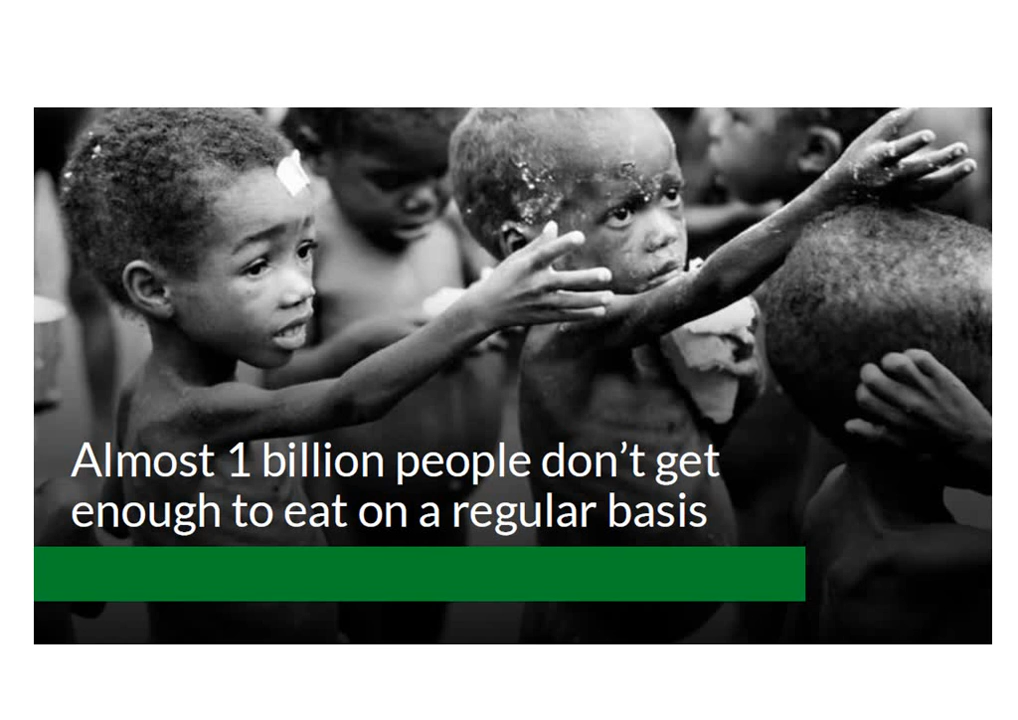 Almost 1 billion people don’t get
enough to eat on a regular basis